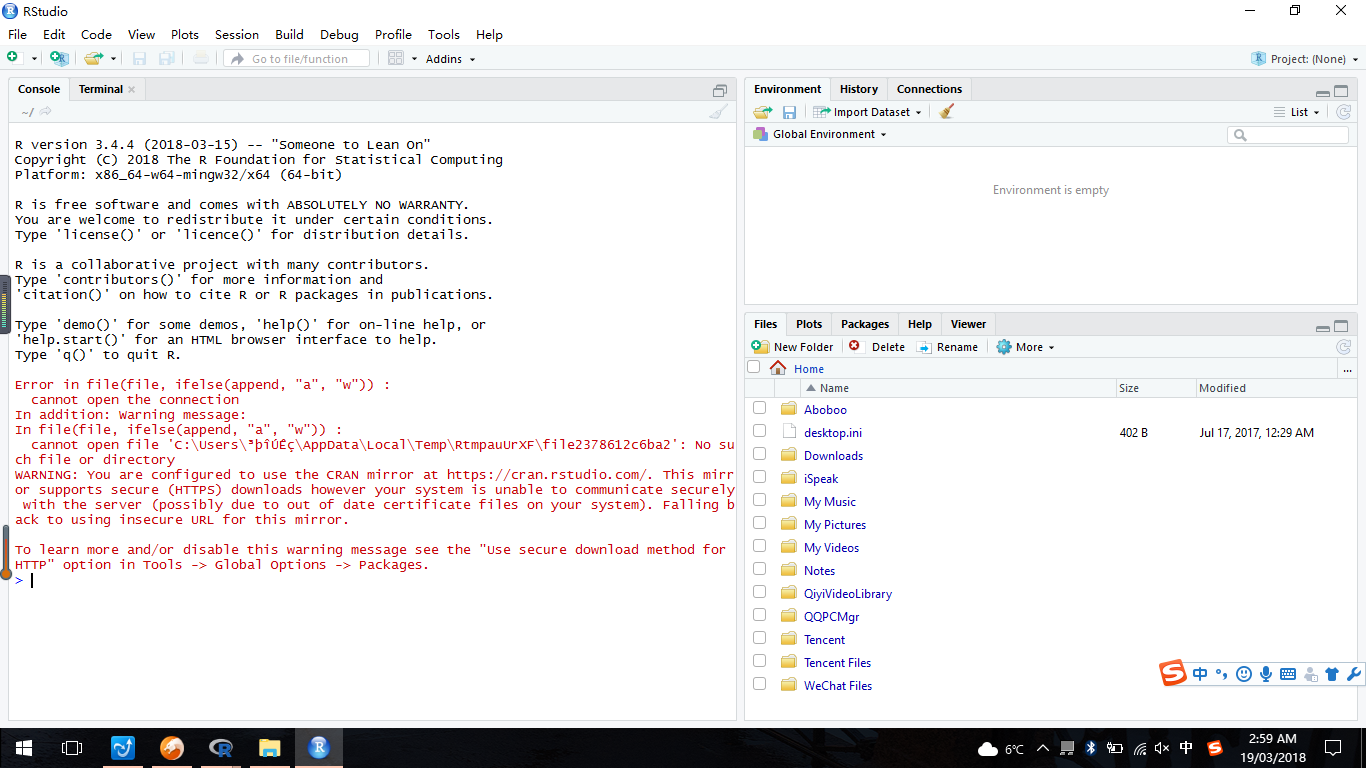 RStudio
File Edit Code View Plots Session Build Debug Profile Tools Help
Go to file/function
Addins
Project: (None)
Console Terminal
~/
R version 3.4.4 (2018-03-15) -- "Someone to Lean On"
Copyright (C) 2018 The R Foundation for Statistical Computing
Platform: x86_64-w64-mingw32/x64 (64-bit)
R is free software and comes with ABSOLUTELY NO WARRANTY.
You are welcome to redistribute it under certain conditions.
Type 'license()' or 'licence()' for distribution details.
R is a collaborative project with many contributors.
Type 'contributors()' for more information and
'citation()' on how to cite R or R packages in publications.
Type 'demo()' for some demos, 'help()' for on-line help, or
'help.start()' for an HTML browser interface to help.
Type 'q()' to quit R.
Error in file(file, ifelse(append, "a", "w")) :
cannot open the connection
In addition: Warning message:
In file(file, ifelse(append, "a", "w")) :
cannot open file 'C:\Users\³þîÚÊç\AppData\Local\Temp\RtmpauUrXF\file2378612c6ba2': No su
ch file or directory
WARNING: You are configured to use the CRAN mirror at https://cran.rstudio.com/. This mirr
or supports secure (HTTPS) downloads however your system is unable to communicate securely
with the server (possibly due to out of date certificate files on your system). Falling b
ack to using insecure URL for this mirror.
To learn more and/or disable this warning message see the "Use secure download method for
HTTP" option in Tools -> Global Options -> Packages.
>
Environment History Connections
Import Dataset
List
Global Environment
Environment is empty
Files Plots Packages Help Viewer
New Folder Delete Rename More
Home
...
Name Size Modified
Aboboo
desktop.ini 402 B Jul 17, 2017, 12:29 AM
Downloads
iSpeak
My Music
My Pictures
My Videos
Notes
QiyiVideoLibrary
QQPCMgr
Tencent
Tencent Files
WeChat Files
S 中
6℃
中 S
2:59 AM
19/03/2018